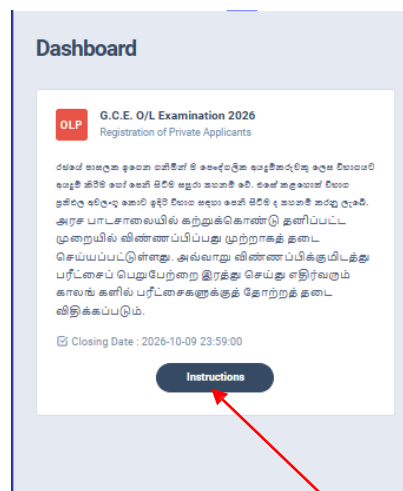 Dashboard
OLP
G.C.E. O/L Examination 2026
Registration of Private Applicants
රජයේ පාසලක ඉගෙන ගනිමින් ම පෞද්ගලික අයදුම්කරුවකු ලෙස විභාගයට
අයදුම් කිරීම හෝ පෙනී සිටීම සපුරා තහනම් වේ. එසේ කළහොත් විභාග
ප්‍රතිඵල අවලංගු කොට ඉදිරි විභාග සඳහා පෙනී සිටීම ද තහනම් කරනු ලැබේ.
அரச பாடசாலையில் கற்றுக்கொண்டு தனிப்பட்ட
முறையில் விண்ணப்பிப்பது முற்றாகத் தடை
செய்யப்பட்டுள்ளது. அவ்வாறு விண்ணப்பிக்குமிடத்து
பரீட்சைப் பெறுபேற்றை இரத்து செய்து எதிர்வரும்
காலங் களில் பரீட்சைகளுக்குத் தோற்றத் தடை
விதிக்கப்படும்.
Closing Date : 2026-10-09 23:59:00
Instructions